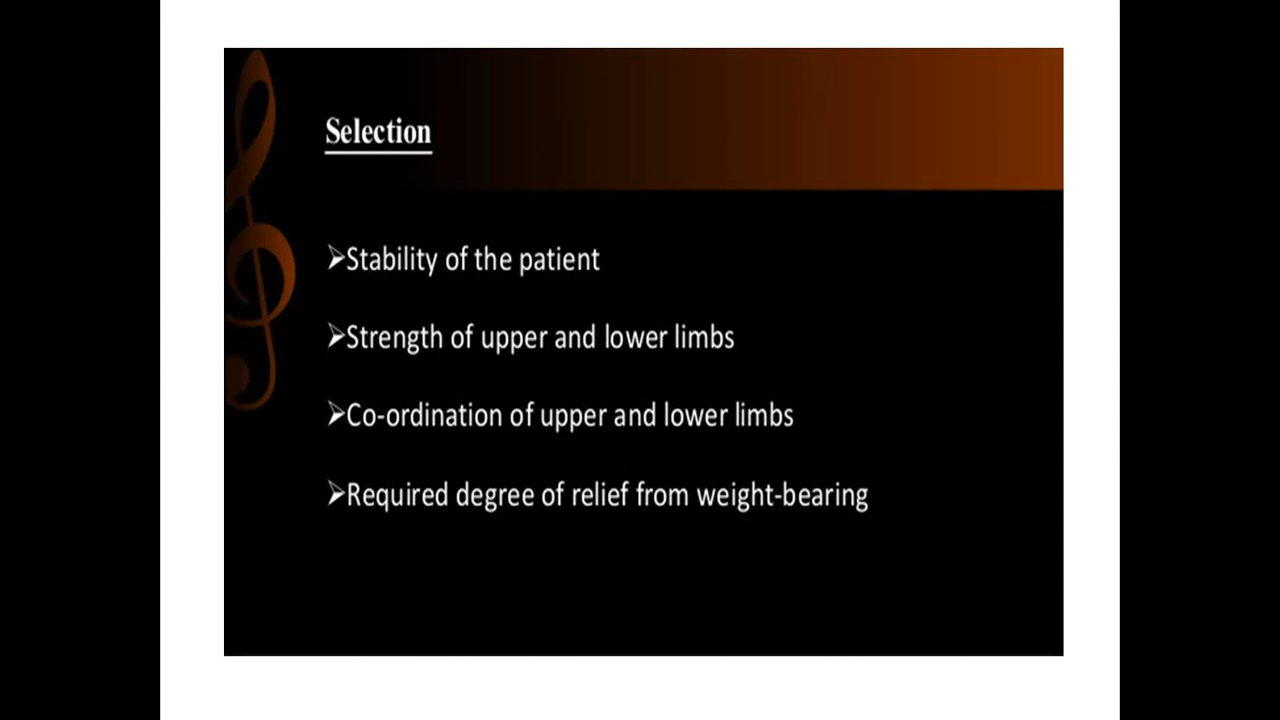 Selection
➢Stability of the patient
➢Strength of upper and lower limbs
➢Co-ordination of upper and lower limbs
➢Required degree of relief from weight-bearing